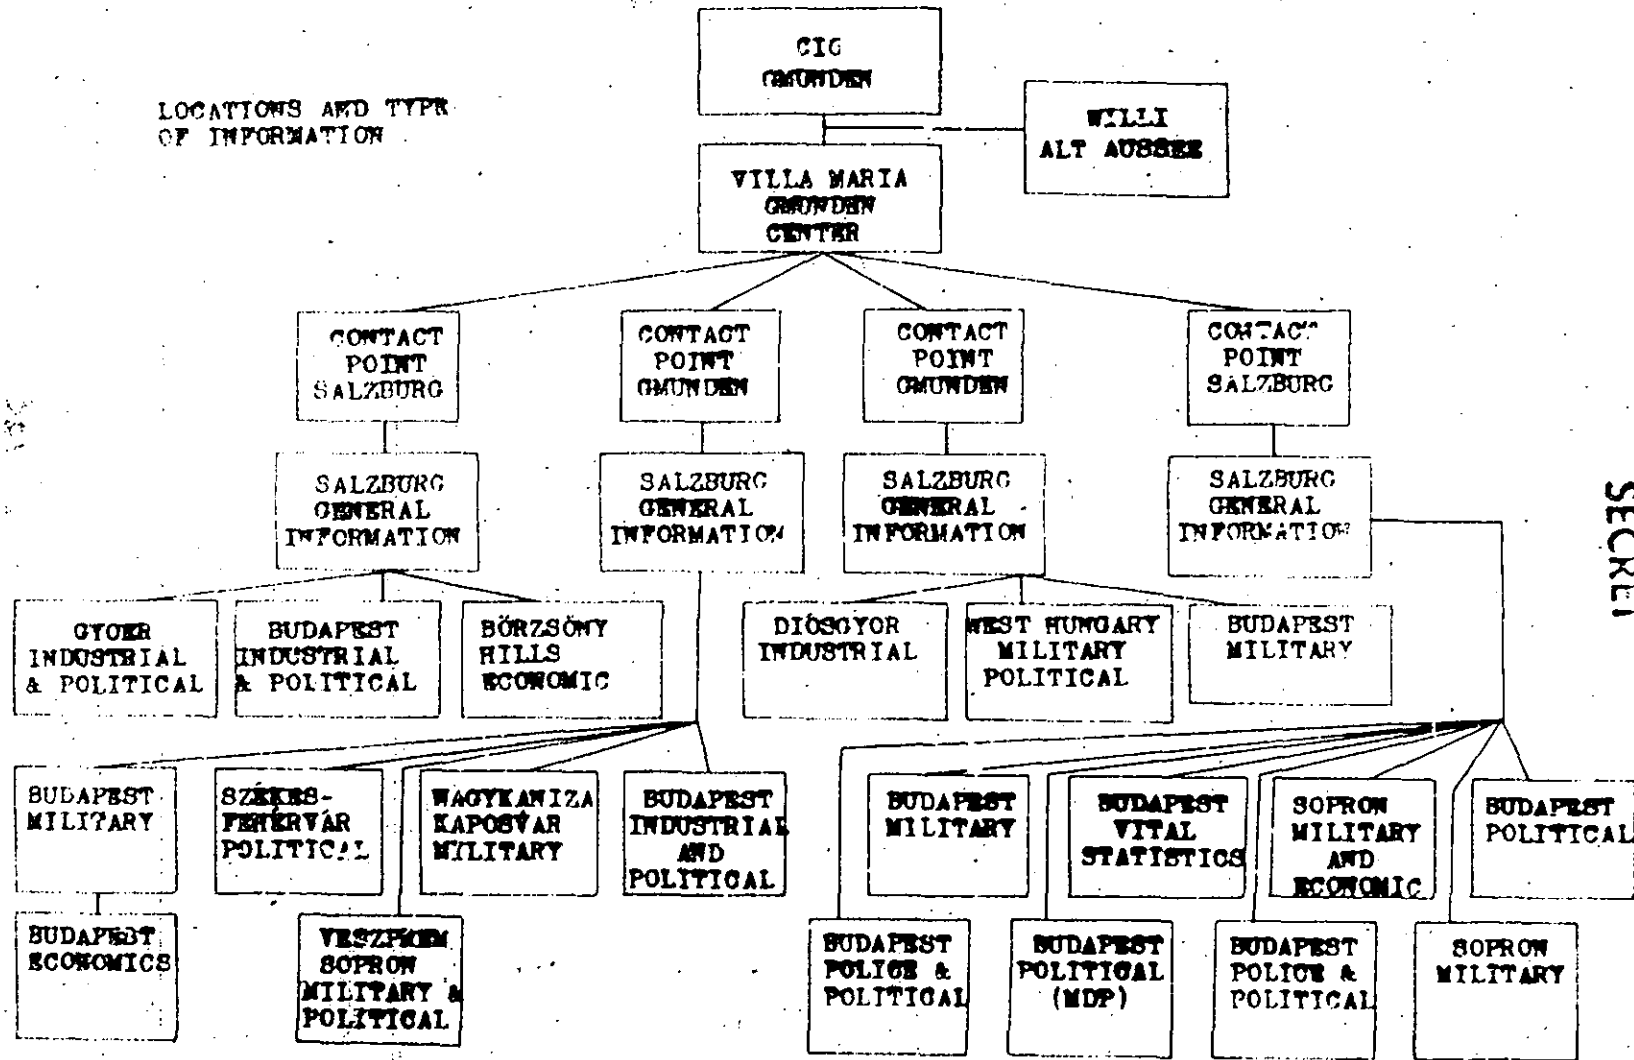 CIC
GMUNDEN
LOCATIONS AND TYPE
OF INFORMATION
WILLI
ALT AUSSEE
VILLA MARIA
GMUNDEN
CENTER
CONTACT
POINT
SALZBURG
CONTACT
POINT
GMUNDEN
CONTACT
POINT
GMUNDEN
CONTACT
POINT
SALZBURG
SALZBURG
GENERAL
INFORMATION
SALZBURG
GENERAL
INFORMATION
SALZBURG
GENERAL
INFORMATION
SALZBURG
GENERAL
INFORMATION
SECRET
GYOER
INDUSTRIAL
& POLITICAL
BUDAPEST
INDUSTRIAL
& POLITICAL
BÖRZSÖNY
HILLS
ECONOMIC
DIÓSGYOR
INDUSTRIAL
WEST HUNGARY
MILITARY
POLITICAL
BUDAPEST
MILITARY
BUDAPEST
MILITARY
SZÉKES-
FEHÉRVÁR
POLITICAL
NAGYKANIZA
KAPOSVAR
MILITARY
BUDAPEST
INDUSTRIAL
AND
POLITICAL
BUDAPEST
MILITARY
BUDAPEST
VITAL
STATISTICS
SOPRON
MILITARY
AND
ECONOMIC
BUDAPEST
POLITICAL
BUDAPEST
ECONOMICS
VESZPREM
SOPRON
MILITARY &
POLITICAL
BUDAPEST
POLICE &
POLITICAL
BUDAPEST
POLITICAL
(MDP)
BUDAPEST
POLICE &
POLITICAL
SOPRON
MILITARY